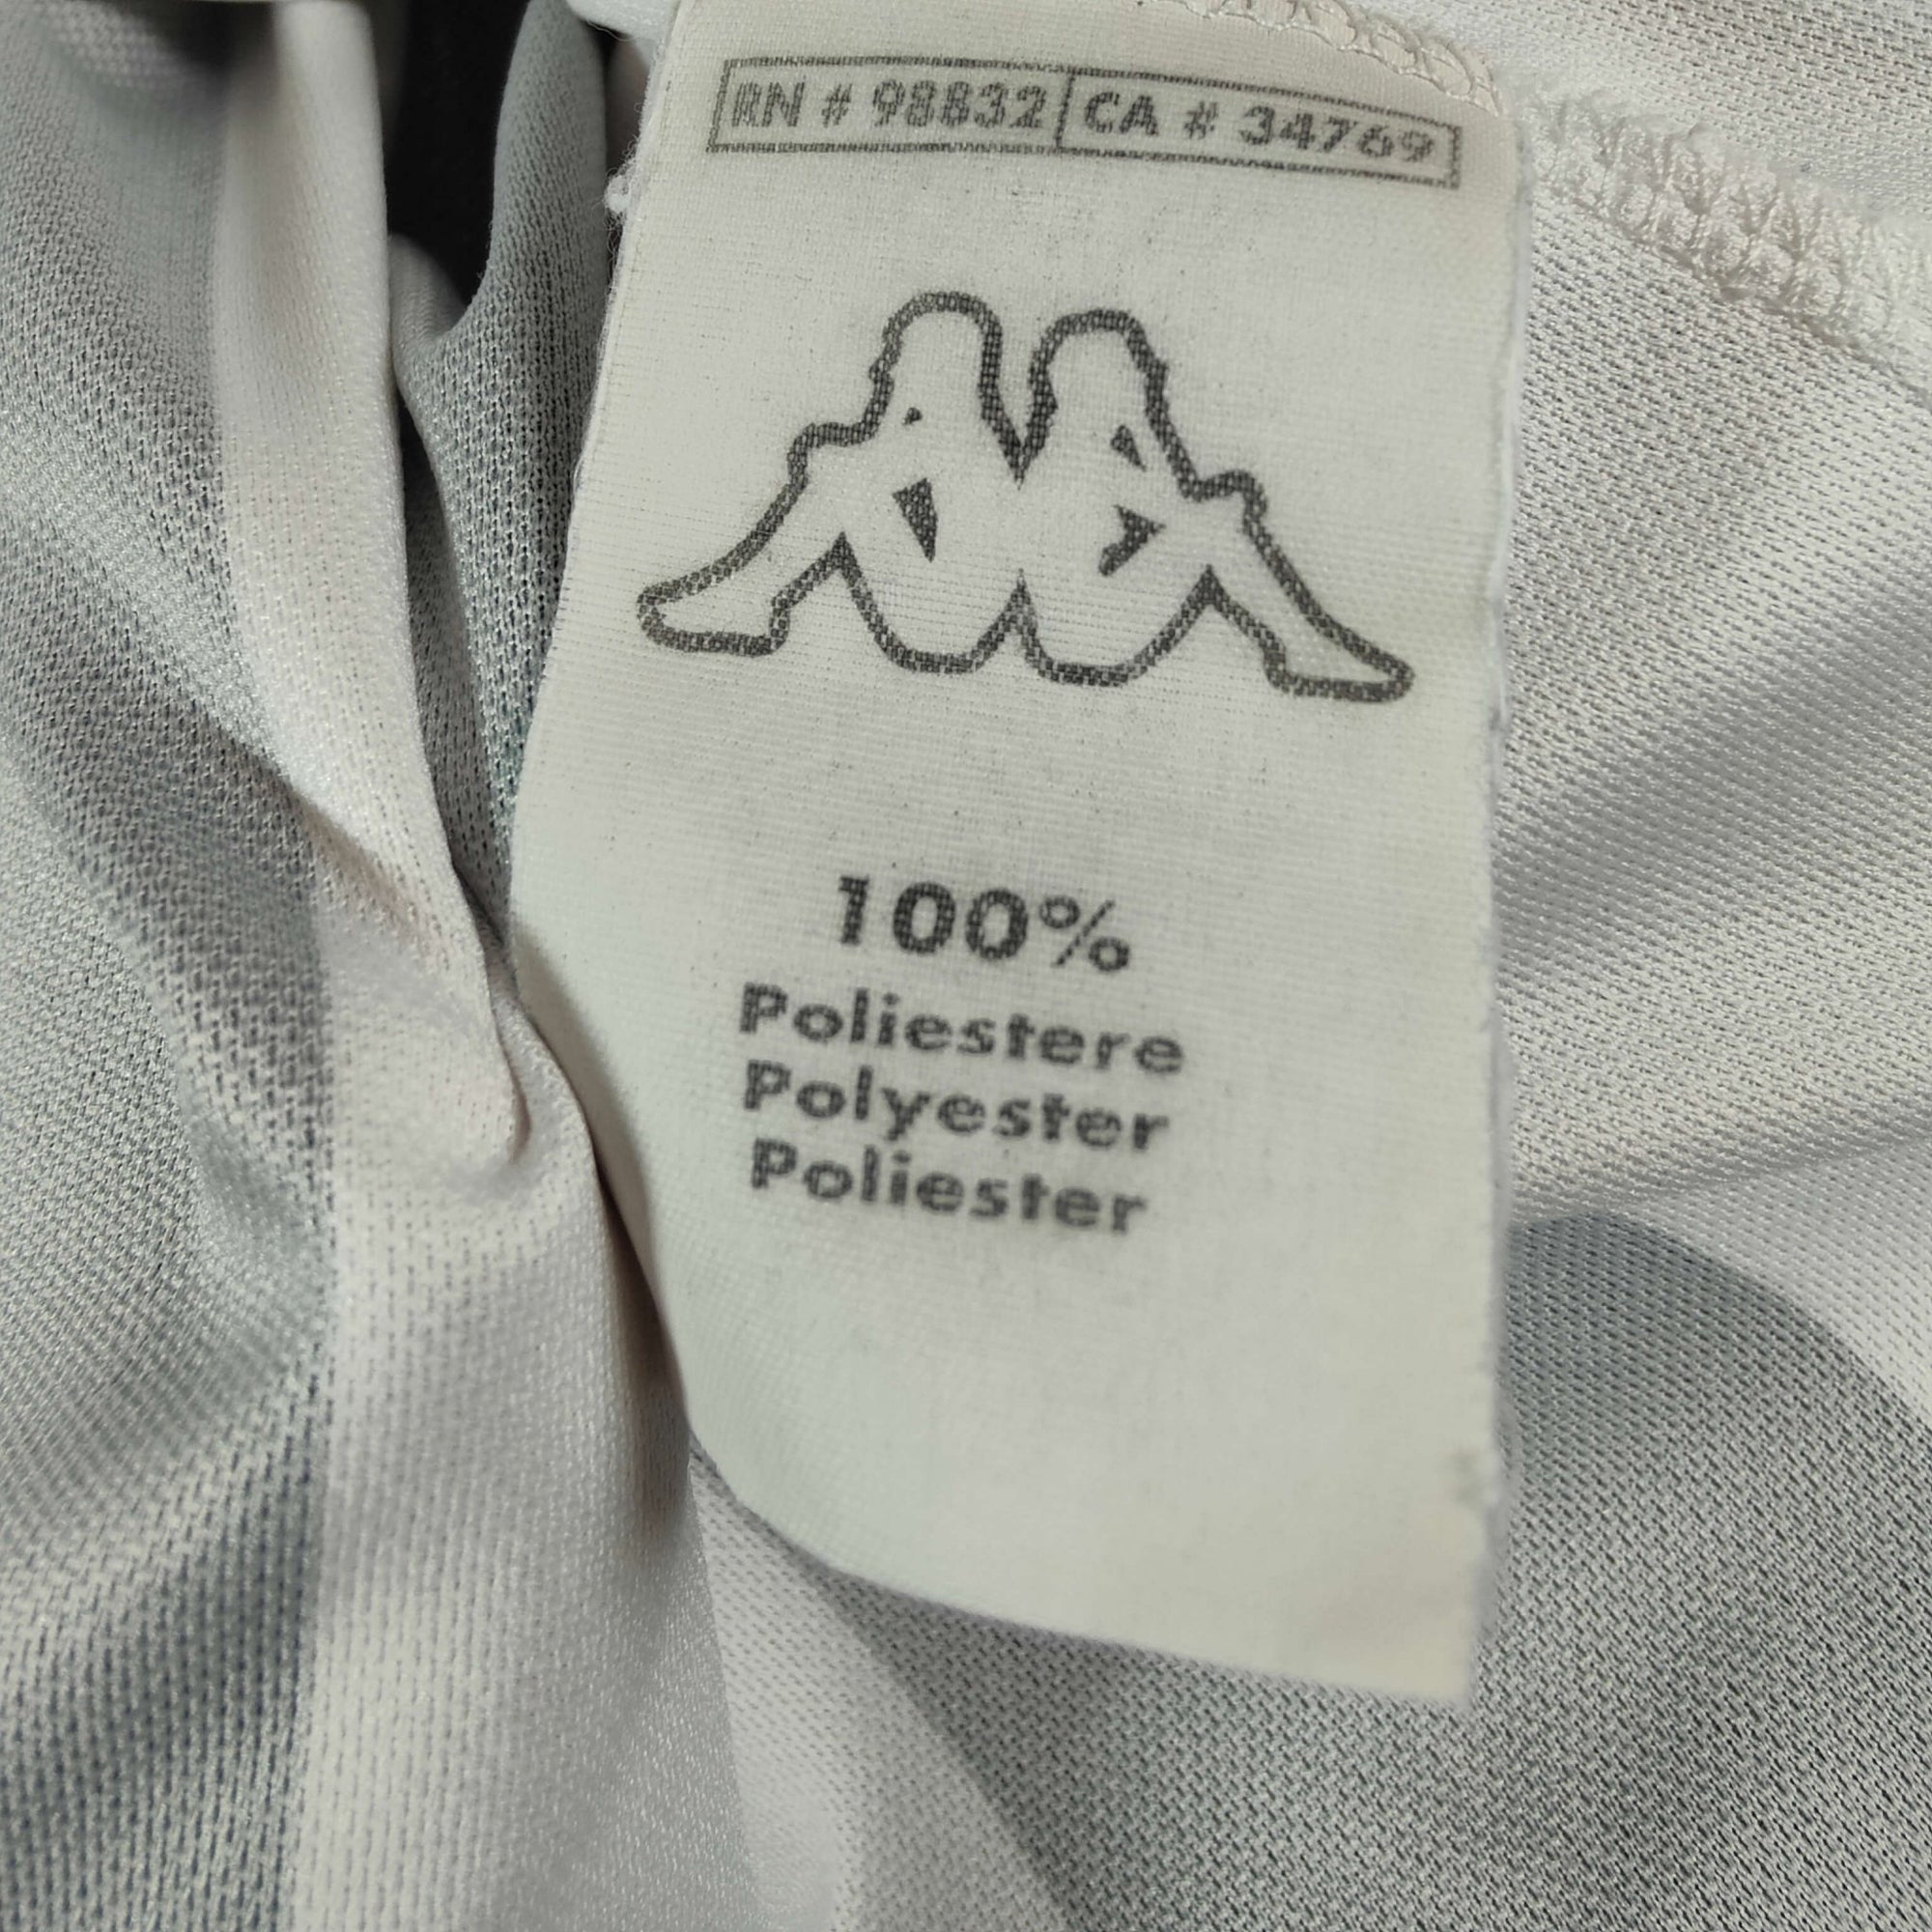 RN # 98832 CA # 34769
100%
Poliestere
Polyester
Poliester